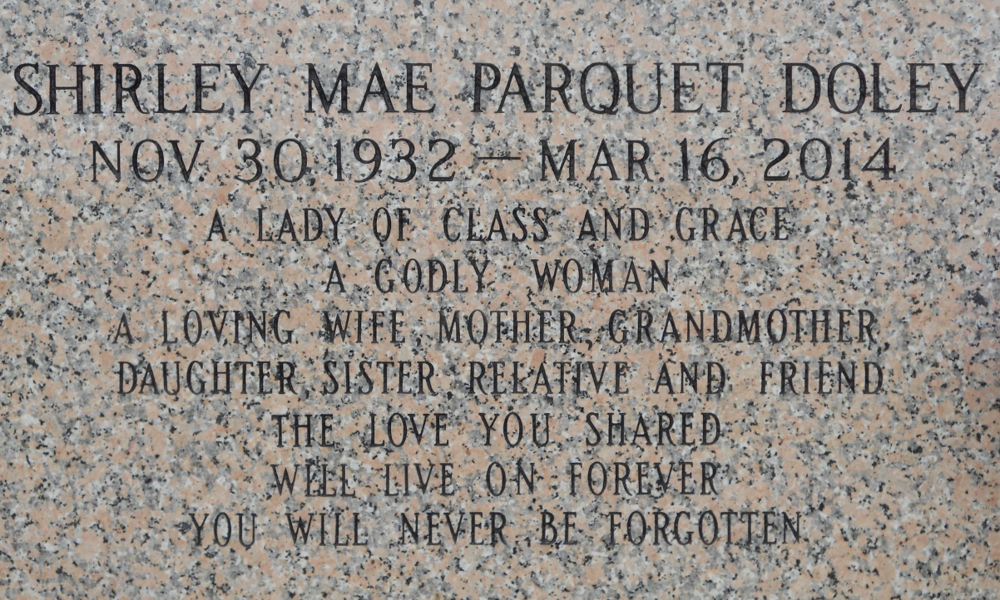 SHIRLEY MAE PARQUET DOLEY
NOV. 30, 1932 — MAR. 16, 2014
A LADY OF CLASS AND GRACE
A GODLY WOMAN
A LOVING WIFE, MOTHER, GRANDMOTHER,
DAUGHTER, SISTER RELATIVE AND FRIEND
THE LOVE YOU SHARED
WILL LIVE ON FOREVER
YOU WILL NEVER BE FORGOTTEN